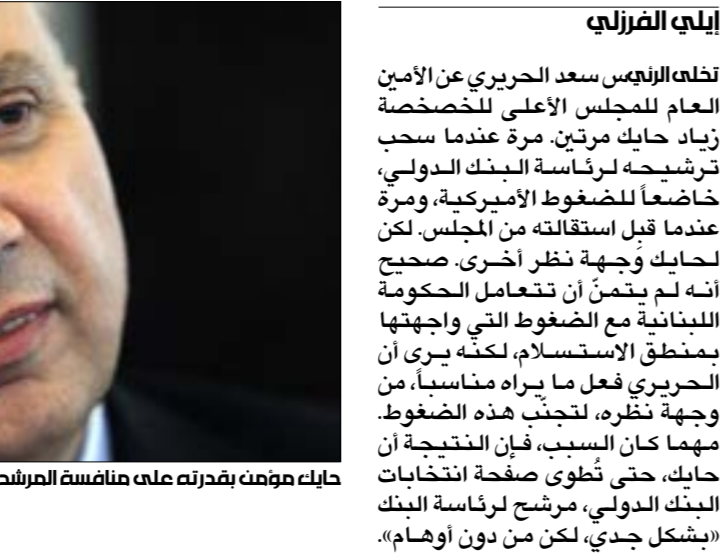 إيلي الفرزلي
تخلى الرئيس سعد الحريري عن الأمين
العام للمجلس الأعلى للخصخصة
زياد حايك مرتين. مرة عندما سحب
ترشيحه لرئاسة البنك الدولي،
خاضعاً للضغوط الأميركية، ومرة
عندما قبِل استقالته من المجلس. لكن
لحايك وَجهة نظر أخرى. صحيح
أنه لم يتمنّ أن تتعامل الحكومة
اللبنانية مع الضغوط التي واجهتها
بمنطق الاستسلام، لكنه يرى أن
الحريري فعل ما يراه مناسباً، من
وجهة نظره، لتجنّب هذه الضغوط.
مهما كان السبب، فإن النتيجة أن
حايك، حتى تُطوى صفحة انتخابات
البنك الدولي، مرشح لرئاسة البنك
«بشكل جدي، لكن من دون أوهام».
حايك مؤمن بقدرته على منافسة المرشد